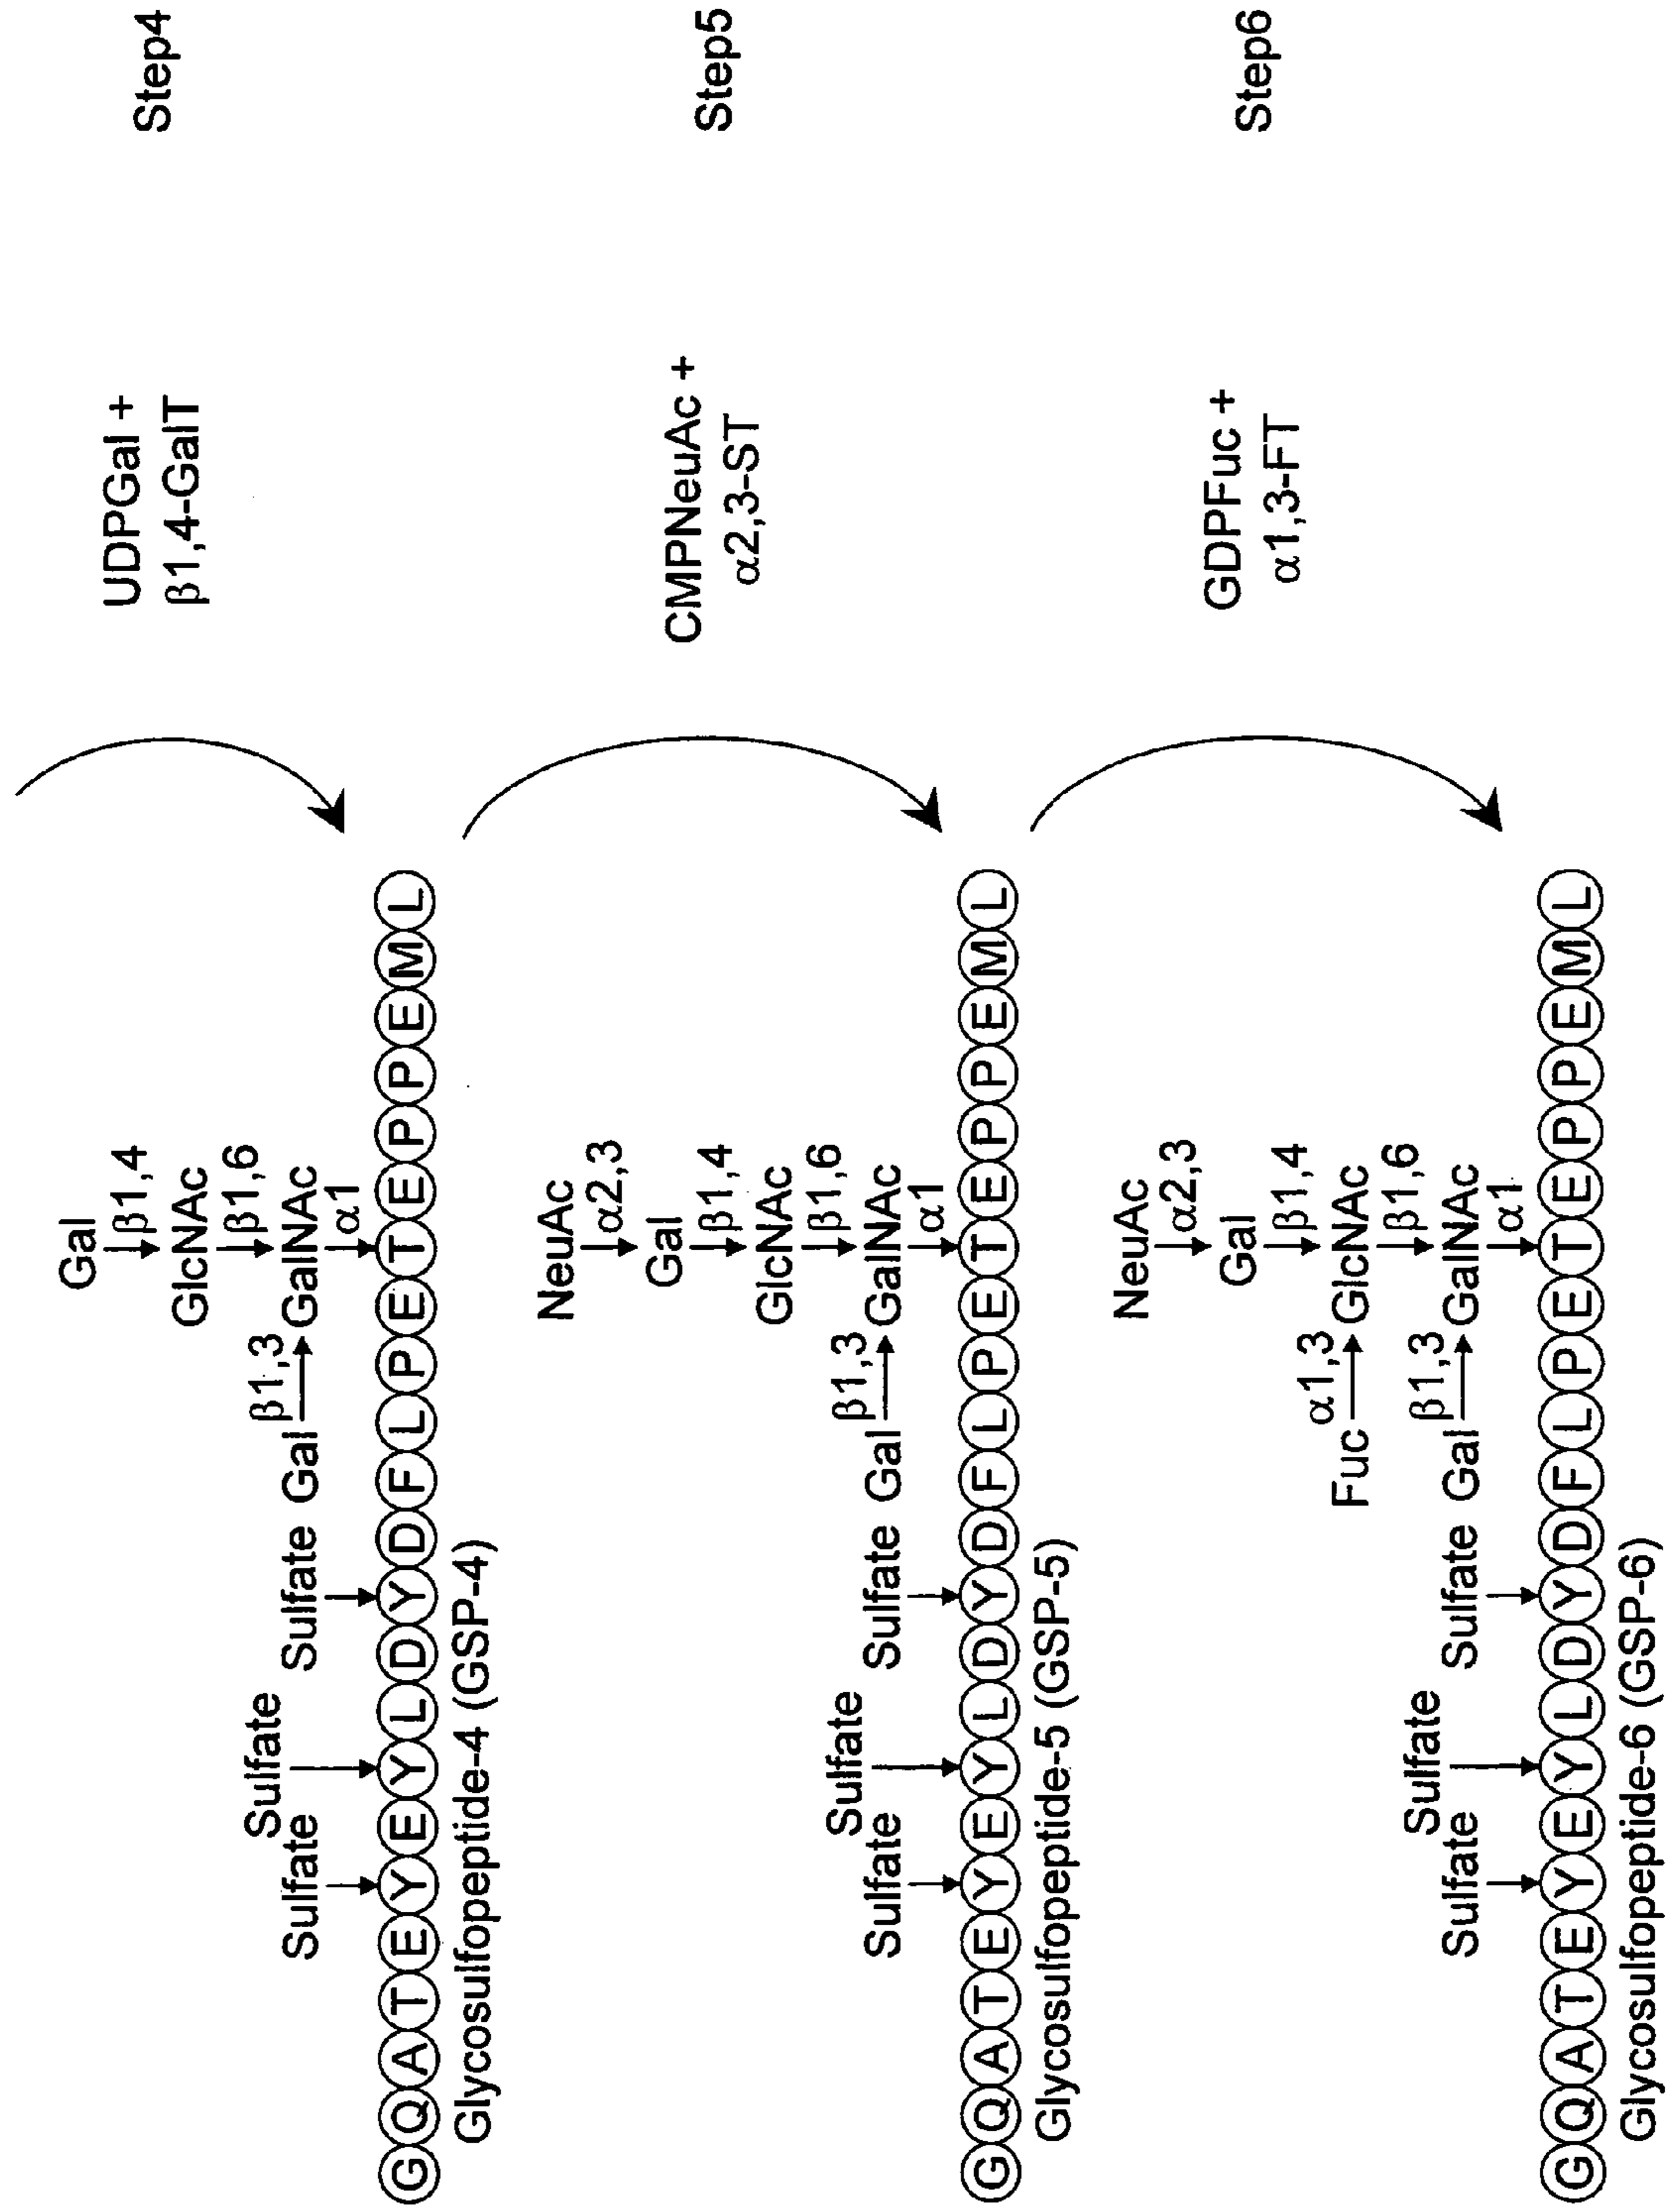 Gal
β1,4
UDPGal +
Step4
β1,4-GalT
GlcNAc
β1,6
Sulfate
β1,3
Sulfate Sulfate Gal GalNAc
α1
GQATEYEYLDYDFLPETEPPEML
Glycosulfopeptide-4 (GSP-4)
NeuAc
α2,3
Gal
CMPNeuAc +
Step5
β1,4
α2,3-ST
GlcNAc
β1,6
Sulfate
β1,3
Sulfate Sulfate Gal GalNAc
α1
GQATEYEYLDYDFLPETEPPEML
Glycosulfopeptide-5 (GSP-5)
NeuAc
α2,3
Gal
GDPFuc +
Step6
β1,4
α1,3-FT
α1,3
Fuc GlcNAc
β1,6
Sulfate
β1,3
Sulfate Sulfate Gal GalNAc
α1
GQATEYEYLDYDFLPETEPPEML
Glycosulfopeptide-6 (GSP-6)